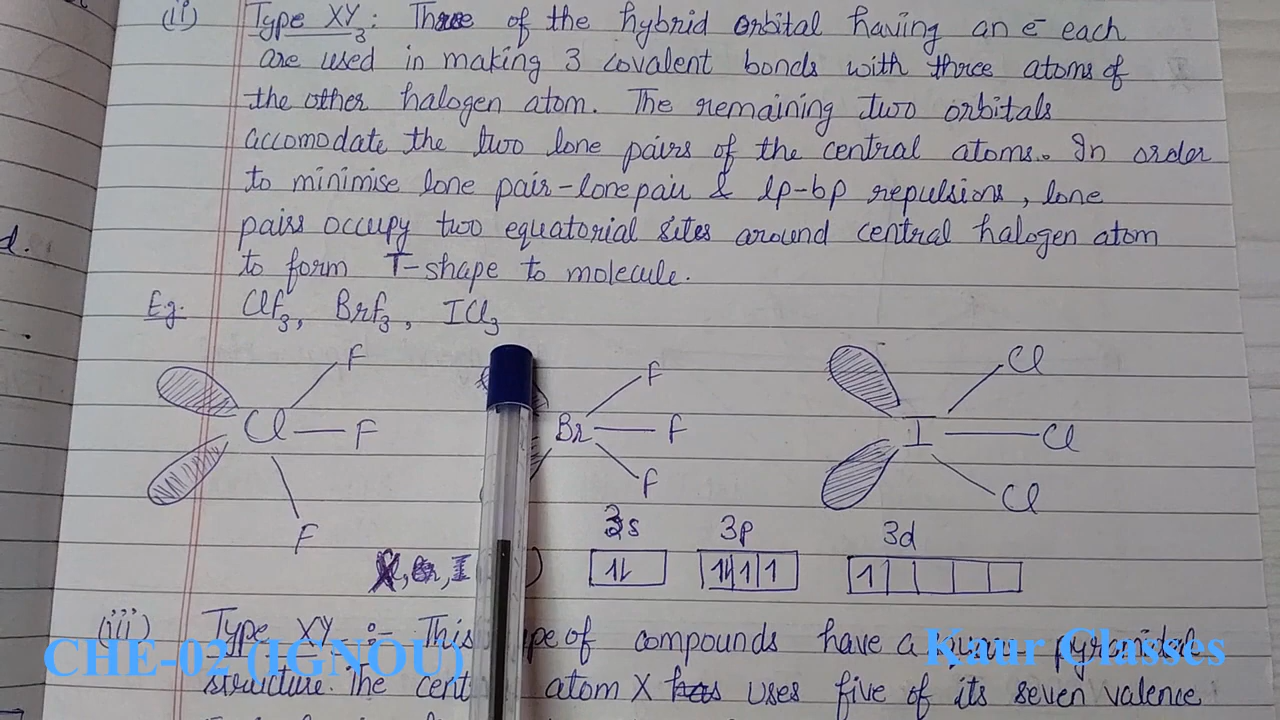 (ii) Type XY3 : Three of the hybrid orbital having an e- each
are used in making 3 covalent bonds with three atoms of
the other halogen atom. The remaining two orbitals
accomodate the two lone pairs of the central atoms. In order
to minimise lone pair-lone pair & lp-bp repulsions, lone
pairs occupy two equatorial sites around central halogen atom
to form T-shape to molecule.
Eg. ClF3, BrF3, ICl3
F Cl F F
F Br F F
Cl I Cl Cl
3s 3p 3d
1L 1L 1 1 1
(iii) Type XY :- This of compounds have a pyramidal
structure. The atom X has uses five of its seven valence
d.
CHE-02 (IGNOU)
Kaur Classes